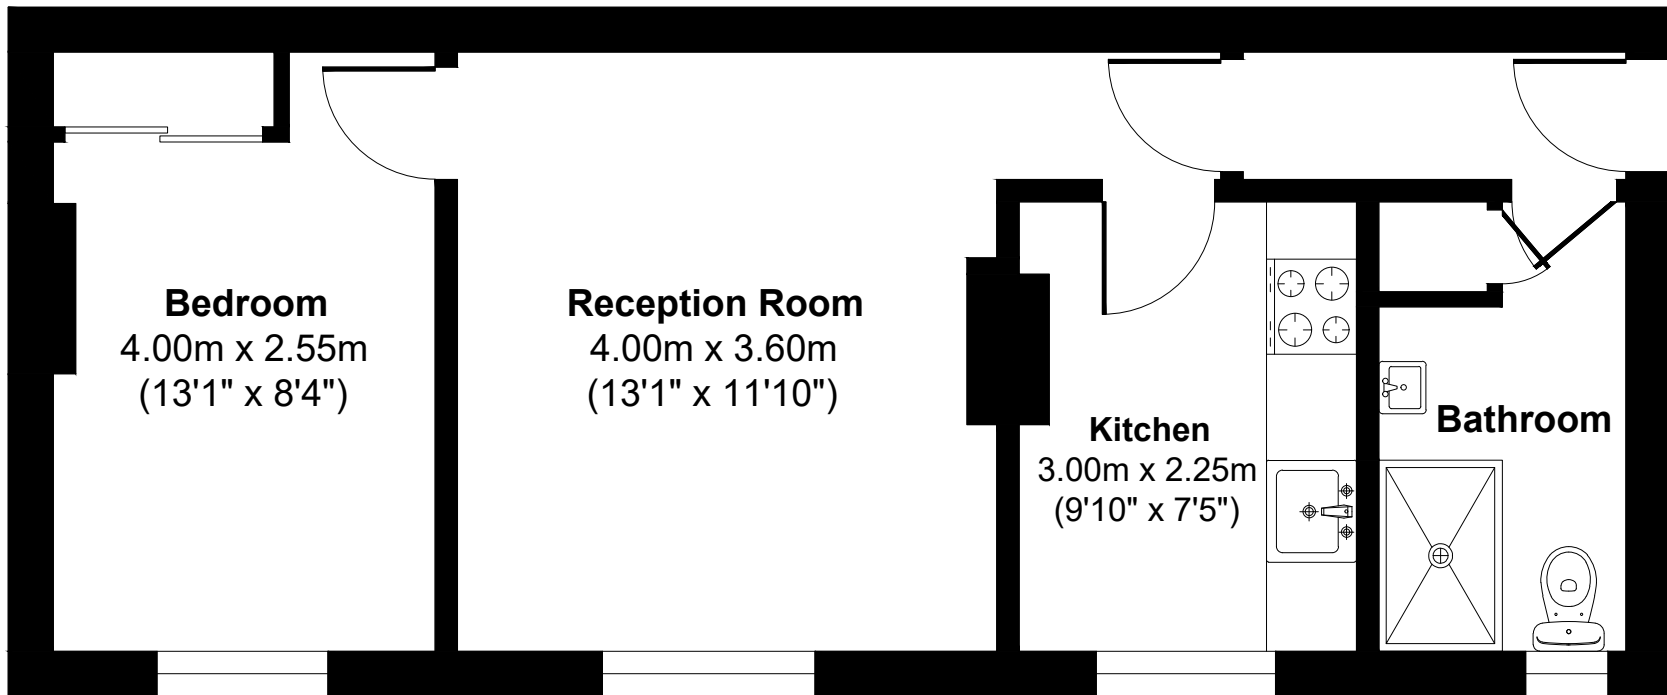 Bedroom
4.00m x 2.55m
(13'1" x 8'4")
Reception Room
4.00m x 3.60m
(13'1" x 11'10")
Kitchen
3.00m x 2.25m
(9'10" x 7'5")
Bathroom